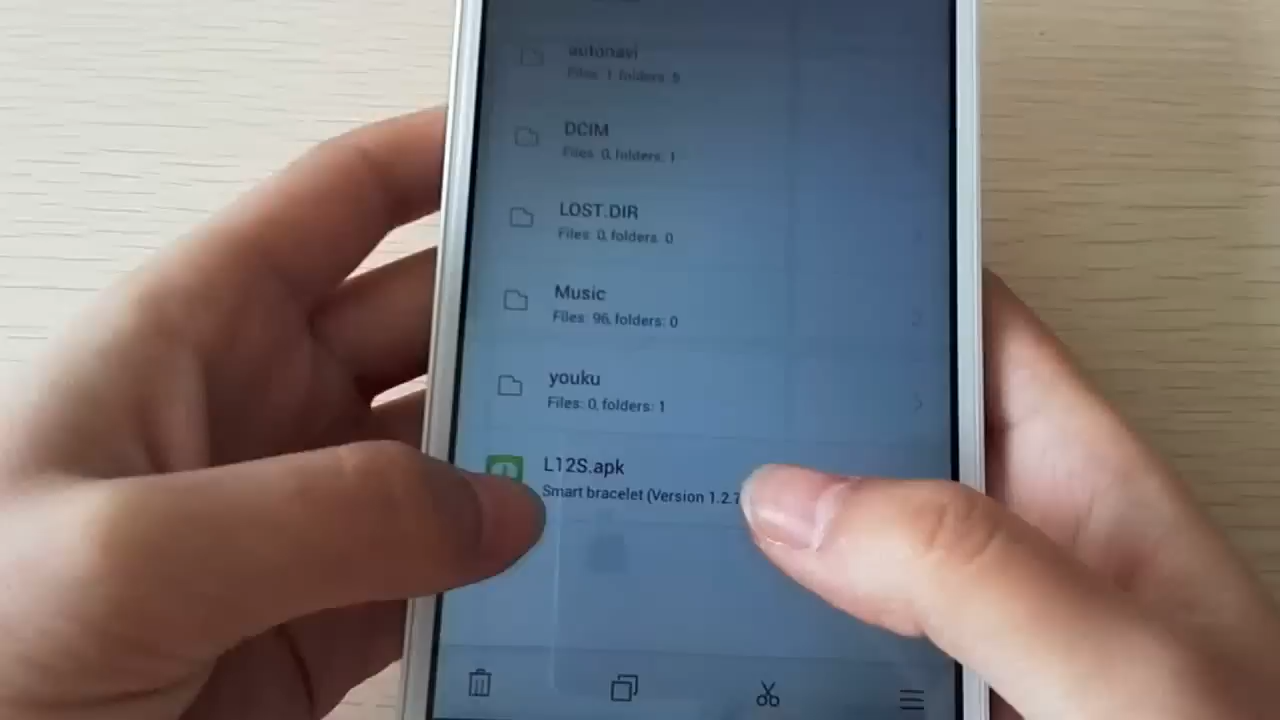 autonavi
Files: 1, folders: 5
DCIM
Files: 0, folders: 1
LOST.DIR
Files: 0, folders: 0
Music
Files: 96, folders: 0
youku
Files: 0, folders: 1
L12S.apk
Smart bracelet (Version 1.2.7